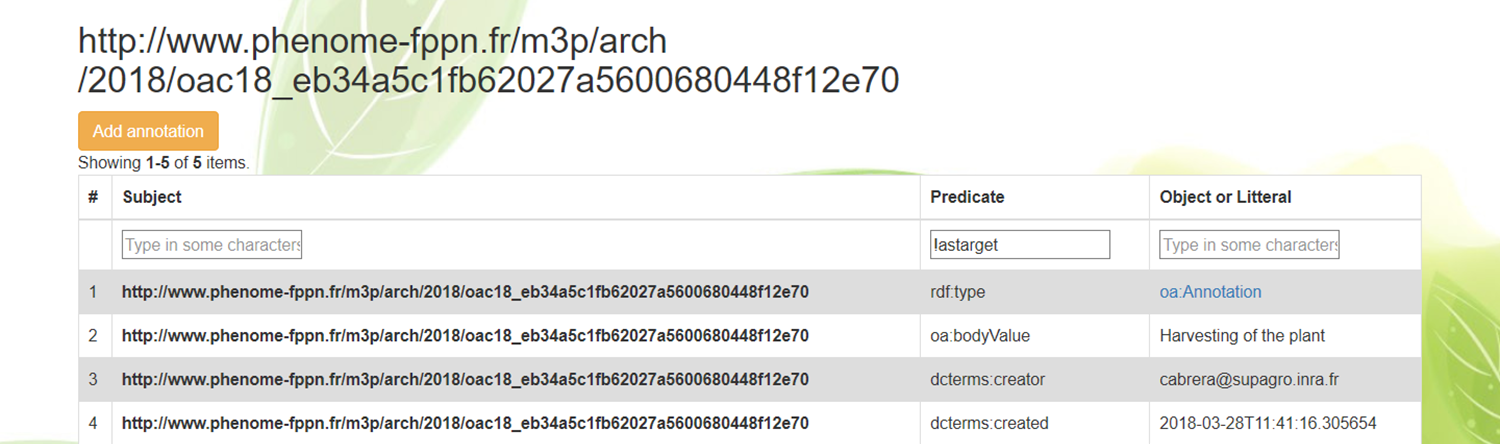 http://www.phenome-fppn.fr/m3p/arch
/2018/oac18_eb34a5c1fb62027a5600680448f12e70
Add annotation
Showing 1-5 of 5 items.
# Subject Predicate Object or Litteral
Type in some characters !astarget Type in some characters
1 http://www.phenome-fppn.fr/m3p/arch/2018/oac18_eb34a5c1fb62027a5600680448f12e70 rdf:type oa:Annotation
2 http://www.phenome-fppn.fr/m3p/arch/2018/oac18_eb34a5c1fb62027a5600680448f12e70 oa:bodyValue Harvesting of the plant
3 http://www.phenome-fppn.fr/m3p/arch/2018/oac18_eb34a5c1fb62027a5600680448f12e70 dcterms:creator cabrera@supagro.inra.fr
4 http://www.phenome-fppn.fr/m3p/arch/2018/oac18_eb34a5c1fb62027a5600680448f12e70 dcterms:created 2018-03-28T11:41:16.305654